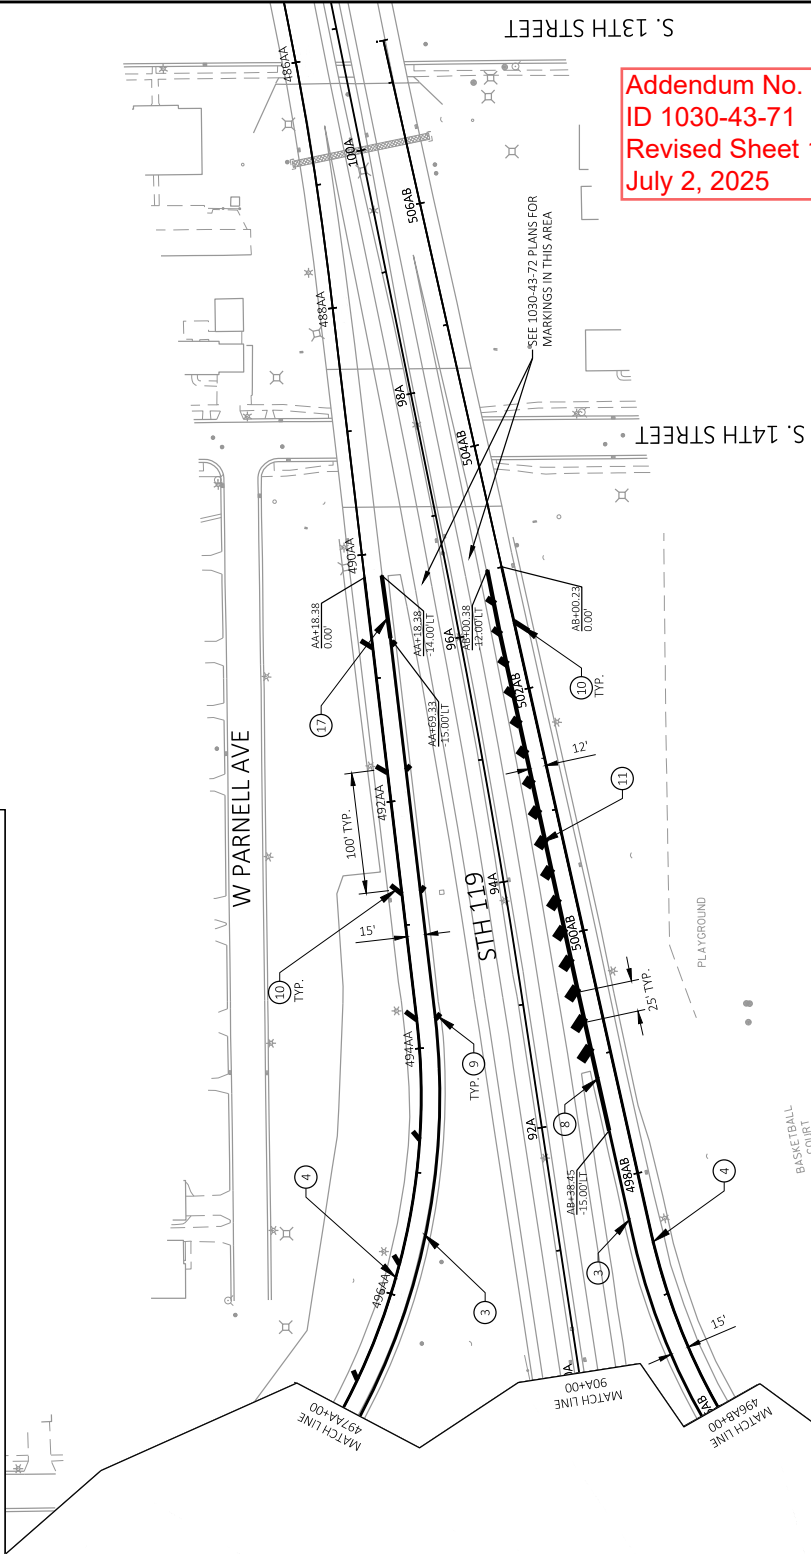 S. 13TH STREET
Addendum No.
ID 1030-43-71
Revised Sheet
July 2, 2025
486AA
100A
506AB
SEE 1030-43-72 PLANS FOR
MARKINGS IN THIS AREA
488AA
98A
504AB
S. 14TH STREET
490AA
AA+18.38
0.00'
AA+18.38
-14.00'LT
96A
AB+00.38
-12.00'LT
AB+00.23
0.00'
17
AA+69.33
-15.00'LT
502AB
10
TYP.
W PARNELL AVE
492AA
100' TYP.
12'
11
STH 119
94A
15'
500AB
PLAYGROUND
10
TYP.
25' TYP.
494AA
TYP.
9
92A
8
BASKETBALL
COURT
4
AB+38.45
-15.00'LT
498AB
4
496AA
3
3
15'
MATCH LINE
497AA+00
MATCH LINE
90A+00
MATCH LINE
496AB+00